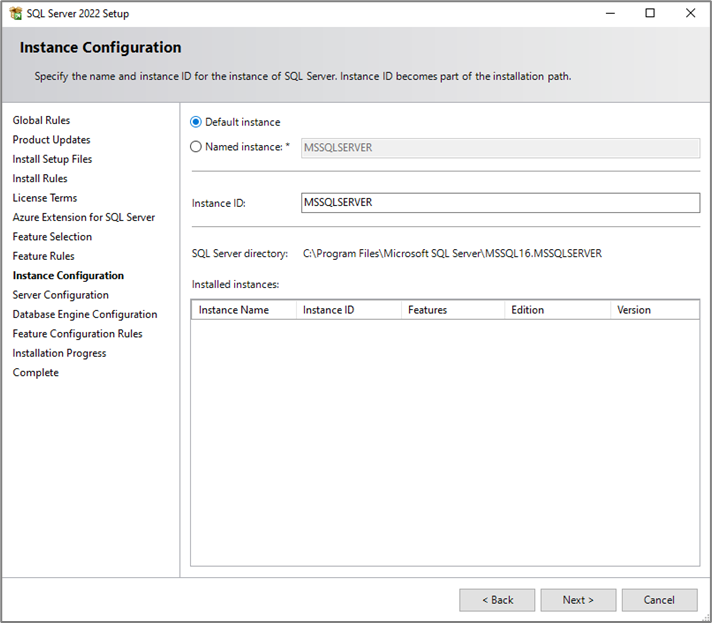 SQL Server 2022 Setup
Instance Configuration
Specify the name and instance ID for the instance of SQL Server. Instance ID becomes part of the installation path.
Global Rules
Product Updates
Install Setup Files
Install Rules
License Terms
Azure Extension for SQL Server
Feature Selection
Feature Rules
Instance Configuration
Server Configuration
Database Engine Configuration
Feature Configuration Rules
Installation Progress
Complete
Default instance
Named instance: * MSSQLSERVER
Instance ID: MSSQLSERVER
SQL Server directory: C:\Program Files\Microsoft SQL Server\MSSQL16.MSSQLSERVER
Installed instances:
Instance Name Instance ID Features Edition Version
< Back Next > Cancel